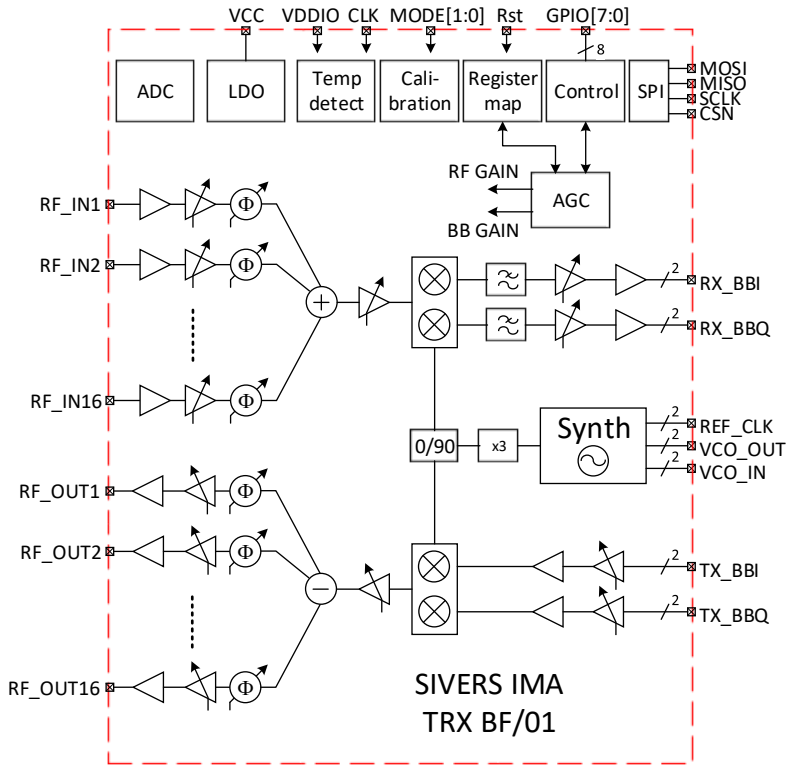 VCC
VDDIO
CLK
MODE[1:0]
Rst
GPIO[7:0]
8
ADC
LDO
Temp
detect
Cali-
bration
Register
map
Control
SPI
MOSI
MISO
SCLK
CSN
RF GAIN
BB GAIN
AGC
RF_IN1
Φ
RF_IN2
Φ
+
2
RX_BBI
2
RX_BBQ
RF_IN16
Φ
0/90
x3
Synth
2
REF_CLK
2
VCO_OUT
2
VCO_IN
RF_OUT1
Φ
RF_OUT2
Φ
−
2
TX_BBI
2
TX_BBQ
RF_OUT16
Φ
SIVERS IMA
TRX BF/01